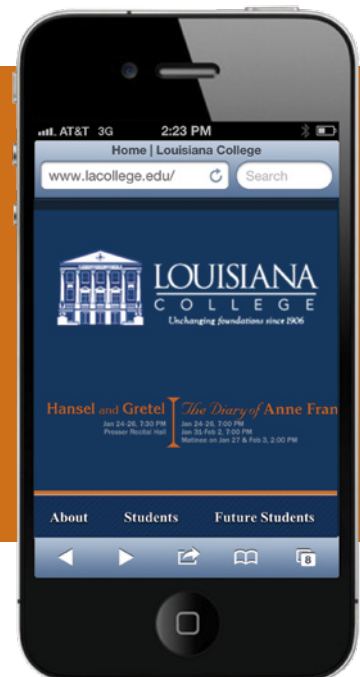 AT&T 3G 2:23 PM
Home | Louisiana College
www.lacollege.edu/ Search
LOUISIANA
COLLEGE
Unchanging foundations since 1906
Hansel and Gretel
Jan 24-26, 7:30 PM
Prosser Recital Hall
The Diary of Anne Fran
Jan 24-26, 7:00 PM
Jan 31-Feb 2, 7:00 PM
Matinee on Jan 27 & Feb 3, 2:00 PM
About Students Future Students
8